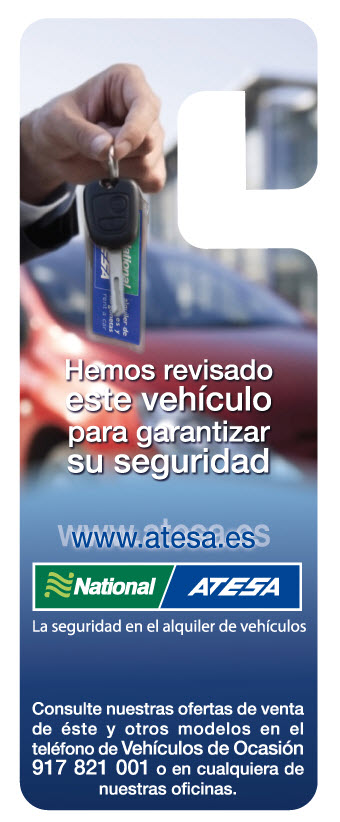 National
ATESA
Hemos revisado
este vehículo
para garantizar
su seguridad
www.atesa.es
National ATESA
La seguridad en el alquiler de vehículos
Consulte nuestras ofertas de venta
de éste y otros modelos en el
teléfono de Vehículos de Ocasión
917 821 001 o en cualquiera de
nuestras oficinas.